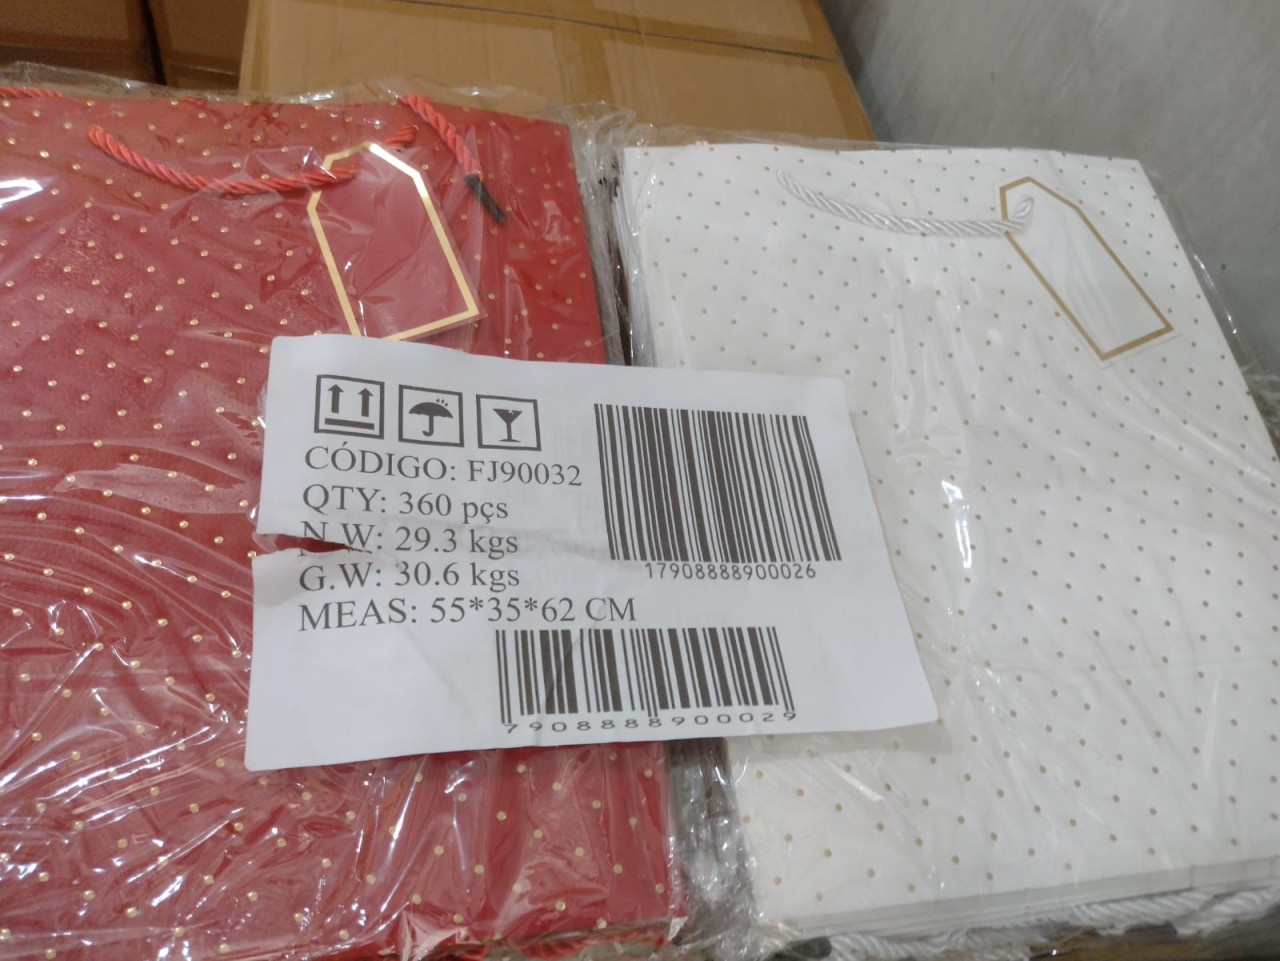 CÓDIGO: FJ90032
QTY: 360 pçs
N.W: 29.3 kgs
G.W: 30.6 kgs
MEAS: 55*35*62 CM
17908888900026
7908888900029